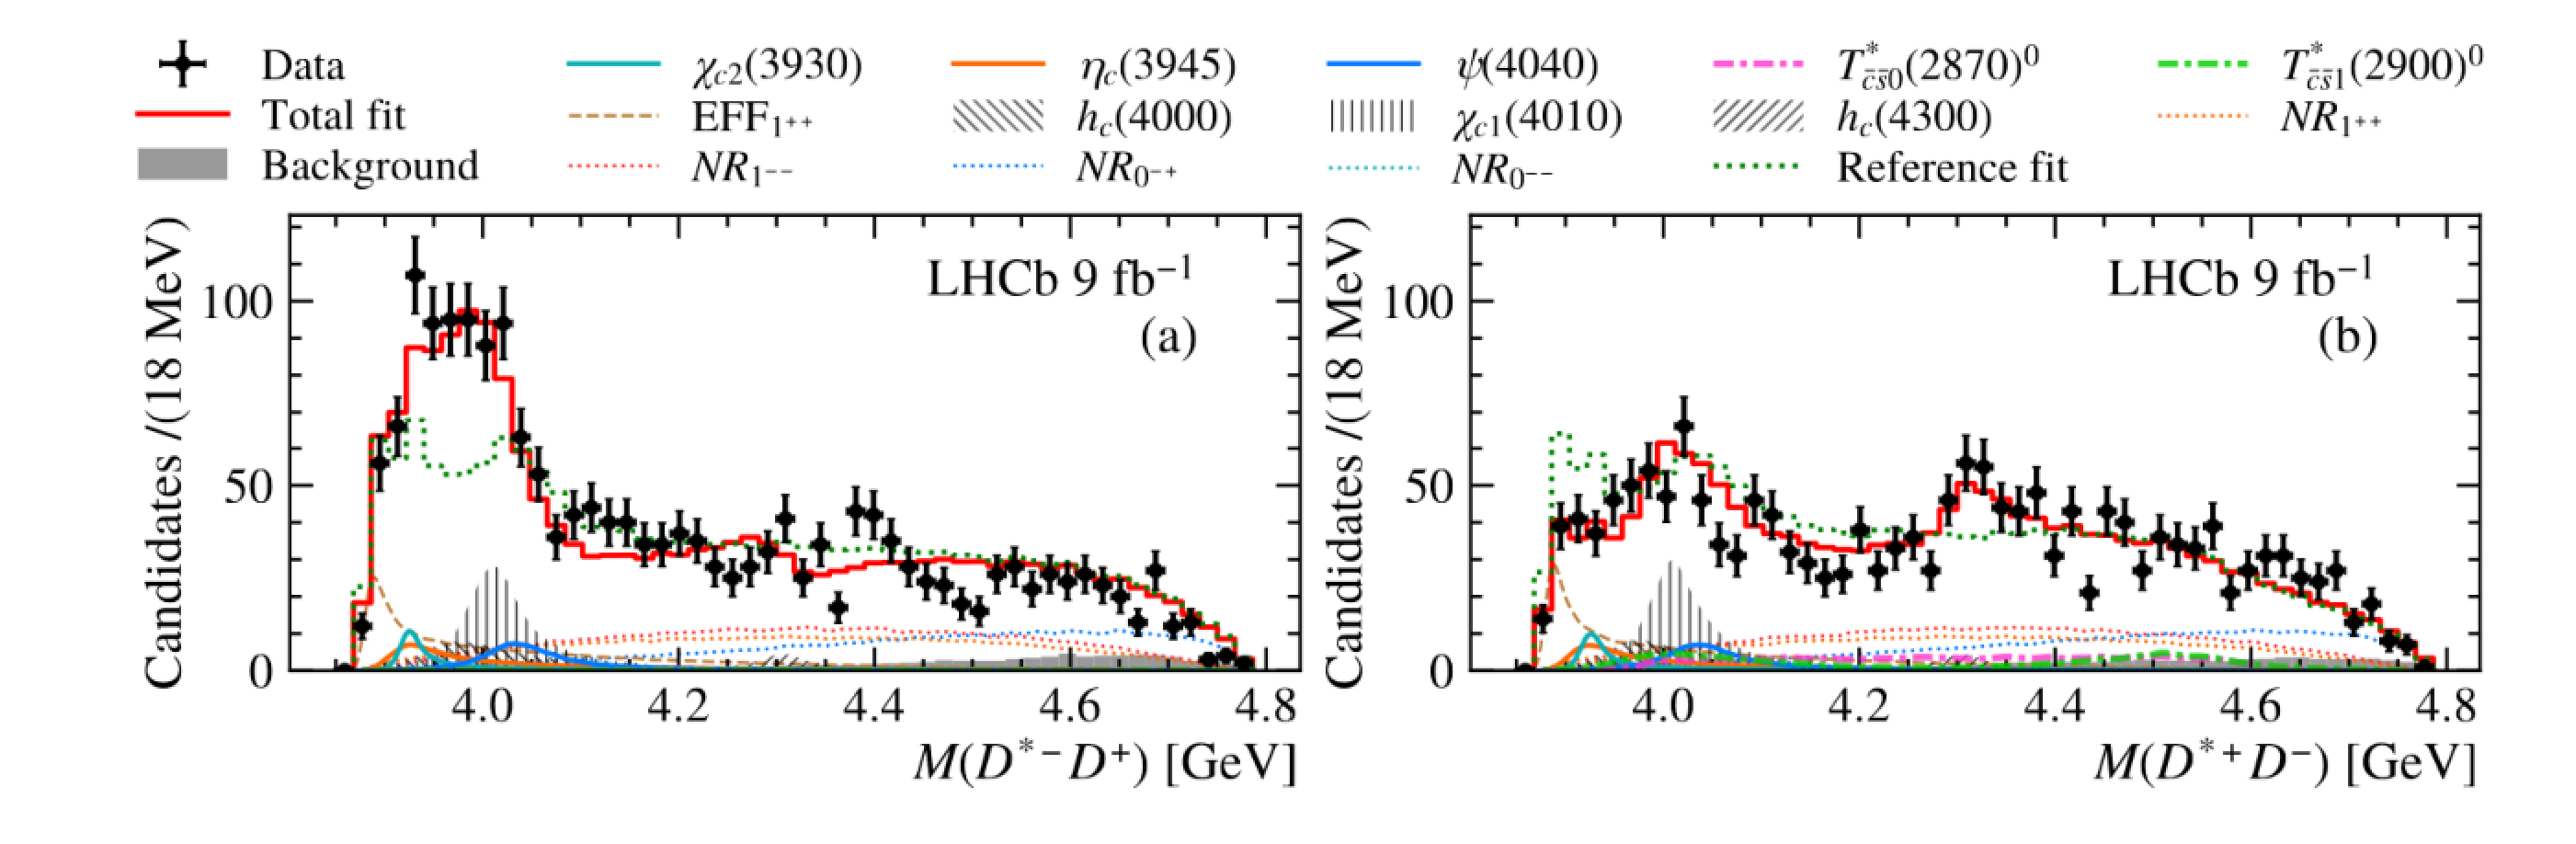 Data χc2(3930) ηc(3945) ψ(4040) T*c̄s̄0(2870)⁰ T*c̄s̄1(2900)⁰
Total fit EFF1++ hc(4000) χc1(4010) hc(4300) NR1++
Background NR1−− NR0−+ NR0−− Reference fit
Candidates /(18 MeV)
100
50
0
LHCb 9 fb⁻¹
(a)
4.0 4.2 4.4 4.6 4.8
M(D*⁻D⁺) [GeV]
Candidates /(18 MeV)
100
50
0
LHCb 9 fb⁻¹
(b)
4.0 4.2 4.4 4.6 4.8
M(D*⁺D⁻) [GeV]